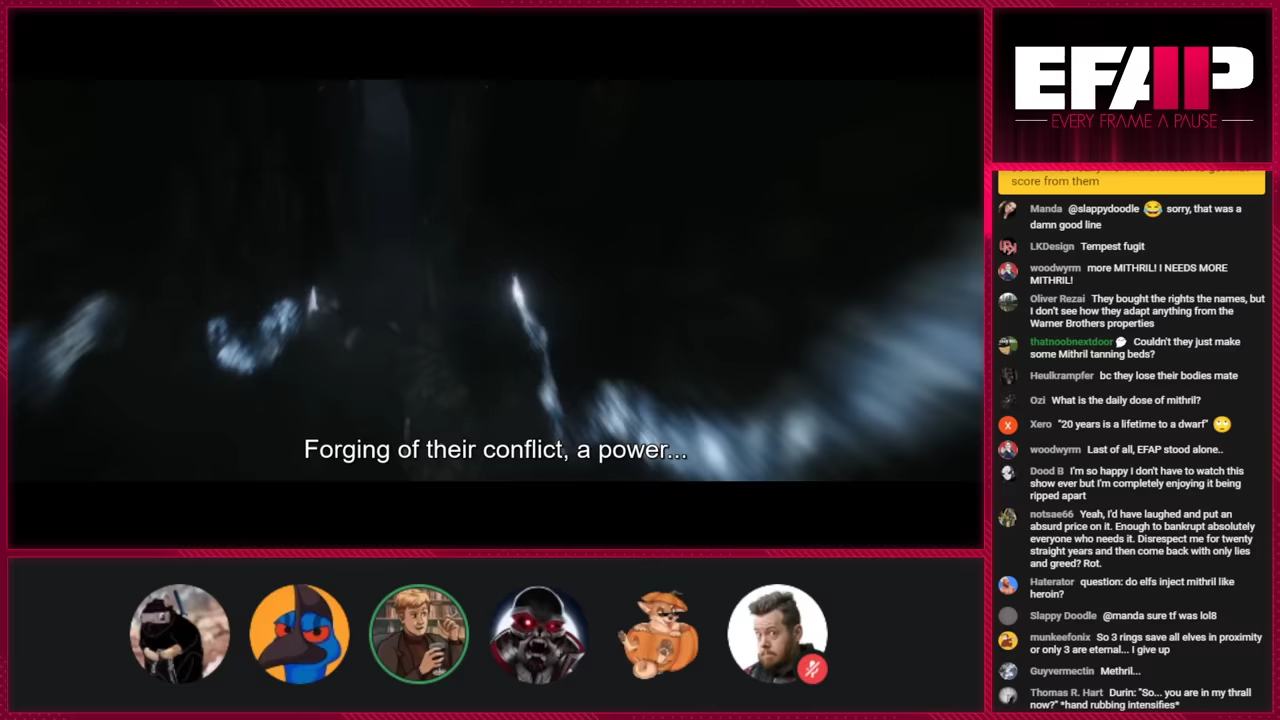 Forging of their conflict, a power...
EFAP
EVERY FRAME A PAUSE
score from them
Manda @slappydoodle 😂 sorry, that was a
damn good line
LKDesign Tempest fugit
woodwyrm more MITHRIL! I NEEDS MORE
MITHRIL!
Oliver Rezai They bought the rights the names, but
I don't see how they adapt anything from the
Warner Brothers properties
thatnoobnextdoor Couldn't they just make
some Mithril tanning beds?
Heulkrampfer bc they lose their bodies mate
Ozi What is the daily dose of mithril?
X
Xero "20 years is a lifetime to a dwarf" 🙄
woodwyrm Last of all, EFAP stood alone..
Dood B I'm so happy I don't have to watch this
show ever but I'm completely enjoying it being
ripped apart
notsae66 Yeah, I'd have laughed and put an
absurd price on it. Enough to bankrupt absolutely
everyone who needs it. Disrespect me for twenty
straight years and then come back with only lies
and greed? Rot.
Haterator question: do elfs inject mithril like
heroin?
Slappy Doodle @manda sure tf was lol8
munkeefonix So 3 rings save all elves in proximity
or only 3 are eternal... I give up
Guyvermectin Methril...
Thomas R. Hart Durin: "So... you are in my thrall
now?" *hand rubbing intensifies*